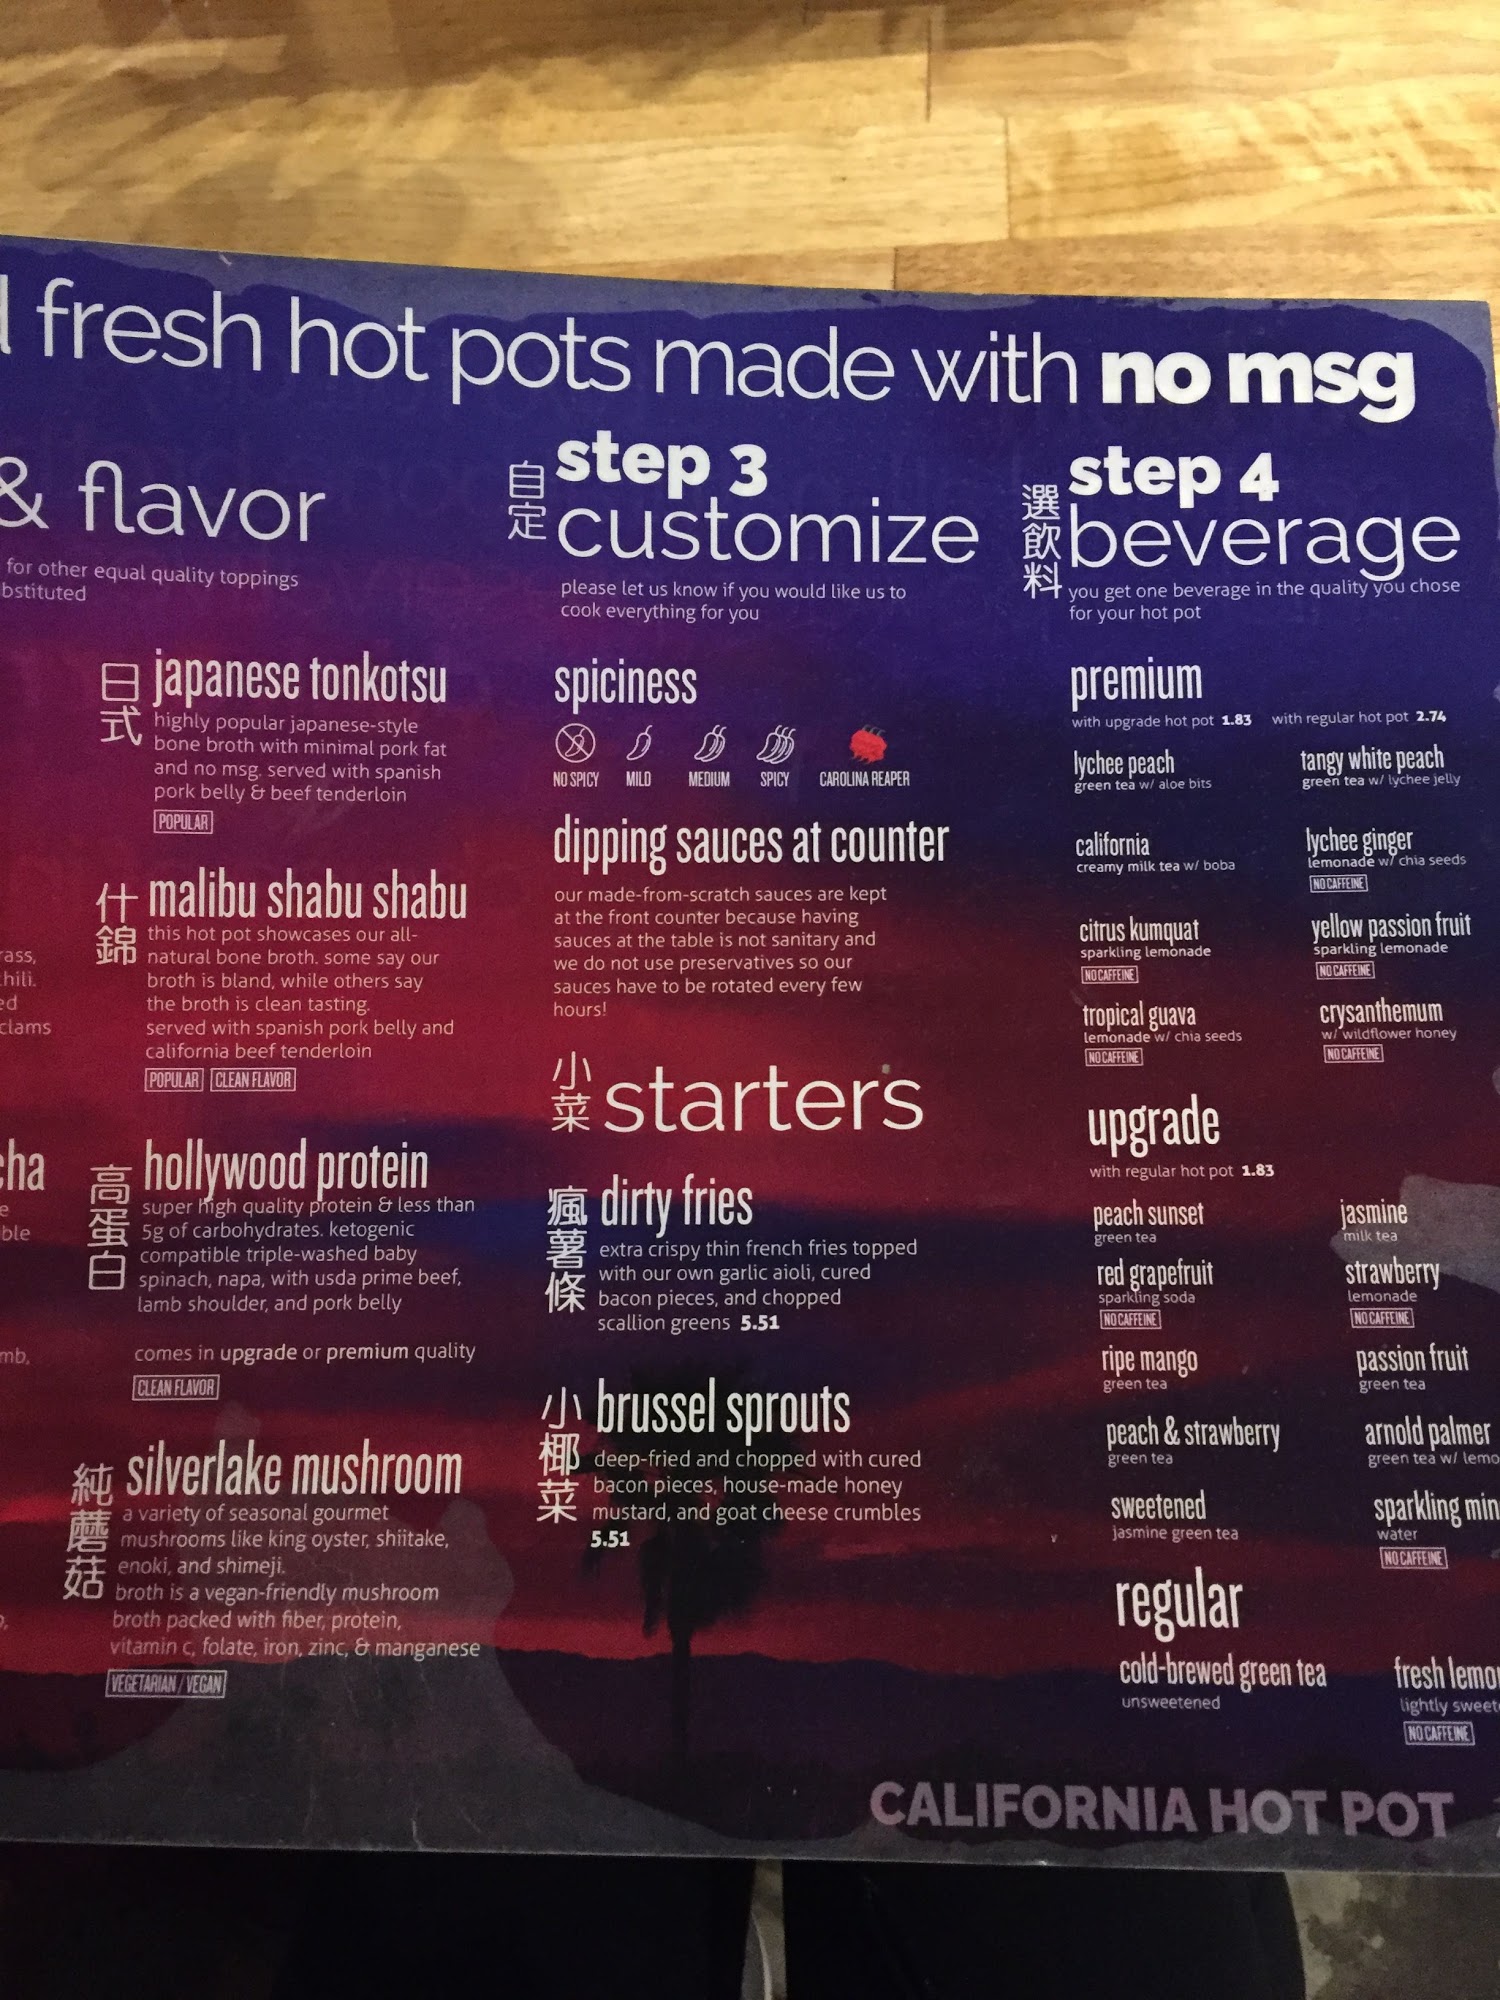 fresh hot pots made with no msg
& flavor
for other equal quality toppings
bstituted
rass,
hili.
ed
clams
cha
e
ble
mb,
日式
japanese tonkotsu
highly popular japanese-style
bone broth with minimal pork fat
and no msg. served with spanish
pork belly & beef tenderloin
POPULAR
什錦
malibu shabu shabu
this hot pot showcases our all-
natural bone broth. some say our
broth is bland, while others say
the broth is clean tasting.
served with spanish pork belly and
california beef tenderloin
POPULAR CLEAN FLAVOR
高蛋白
hollywood protein
super high quality protein & less than
5g of carbohydrates. ketogenic
compatible triple-washed baby
spinach, napa, with usda prime beef,
lamb shoulder, and pork belly
comes in upgrade or premium quality
CLEAN FLAVOR
純蘑菇
silverlake mushroom
a variety of seasonal gourmet
mushrooms like king oyster, shiitake,
enoki, and shimeji.
broth is a vegan-friendly mushroom
broth packed with fiber, protein,
vitamin c, folate, iron, zinc, & manganese
VEGETARIAN / VEGAN
自定
step 3
customize
please let us know if you would like us to
cook everything for you
spiciness
NO SPICY MILD MEDIUM SPICY CAROLINA REAPER
dipping sauces at counter
our made-from-scratch sauces are kept
at the front counter because having
sauces at the table is not sanitary and
we do not use preservatives so our
sauces have to be rotated every few
hours!
小菜
starters
瘋薯條
dirty fries
extra crispy thin french fries topped
with our own garlic aioli, cured
bacon pieces, and chopped
scallion greens 5.51
小椰菜
brussel sprouts
deep-fried and chopped with cured
bacon pieces, house-made honey
mustard, and goat cheese crumbles
5.51
選飲料
step 4
beverage
you get one beverage in the quality you chose
for your hot pot
premium
with upgrade hot pot 1.83 with regular hot pot 2.74
lychee peach
green tea w/ aloe bits
tangy white peach
green tea w/ lychee jelly
california
creamy milk tea w/ boba
lychee ginger
lemonade w/ chia seeds
NO CAFFEINE
citrus kumquat
sparkling lemonade
NO CAFFEINE
yellow passion fruit
sparkling lemonade
NO CAFFEINE
tropical guava
lemonade w/ chia seeds
NO CAFFEINE
crysanthemum
w/ wildflower honey
NO CAFFEINE
upgrade
with regular hot pot 1.83
peach sunset
green tea
jasmine
milk tea
red grapefruit
sparkling soda
NO CAFFEINE
strawberry
lemonade
NO CAFFEINE
ripe mango
green tea
passion fruit
green tea
peach & strawberry
green tea
arnold palmer
green tea w/ lemo
sweetened
jasmine green tea
sparkling min
water
NO CAFFEINE
regular
cold-brewed green tea
unsweetened
fresh lemo
lightly sweet
NO CAFFEINE
CALIFORNIA HOT POT